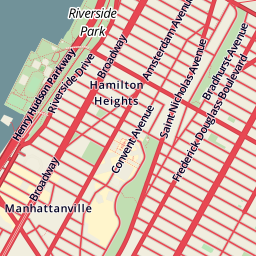 Riverside
Park
Henry Hudson Parkway
Riverside Drive
Broadway
Amsterdam Avenue
Saint Nicholas Avenue
Bradhurst Avenue
Hamilton
Heights
Convent Avenue
Frederick Douglass Boulevard
Broadway
Manhattanville